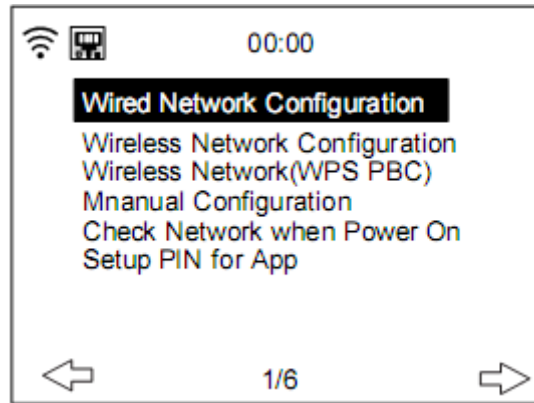 00:00
Wired Network Configuration
Wireless Network Configuration
Wireless Network(WPS PBC)
Mnanual Configuration
Check Network when Power On
Setup PIN for App
1/6